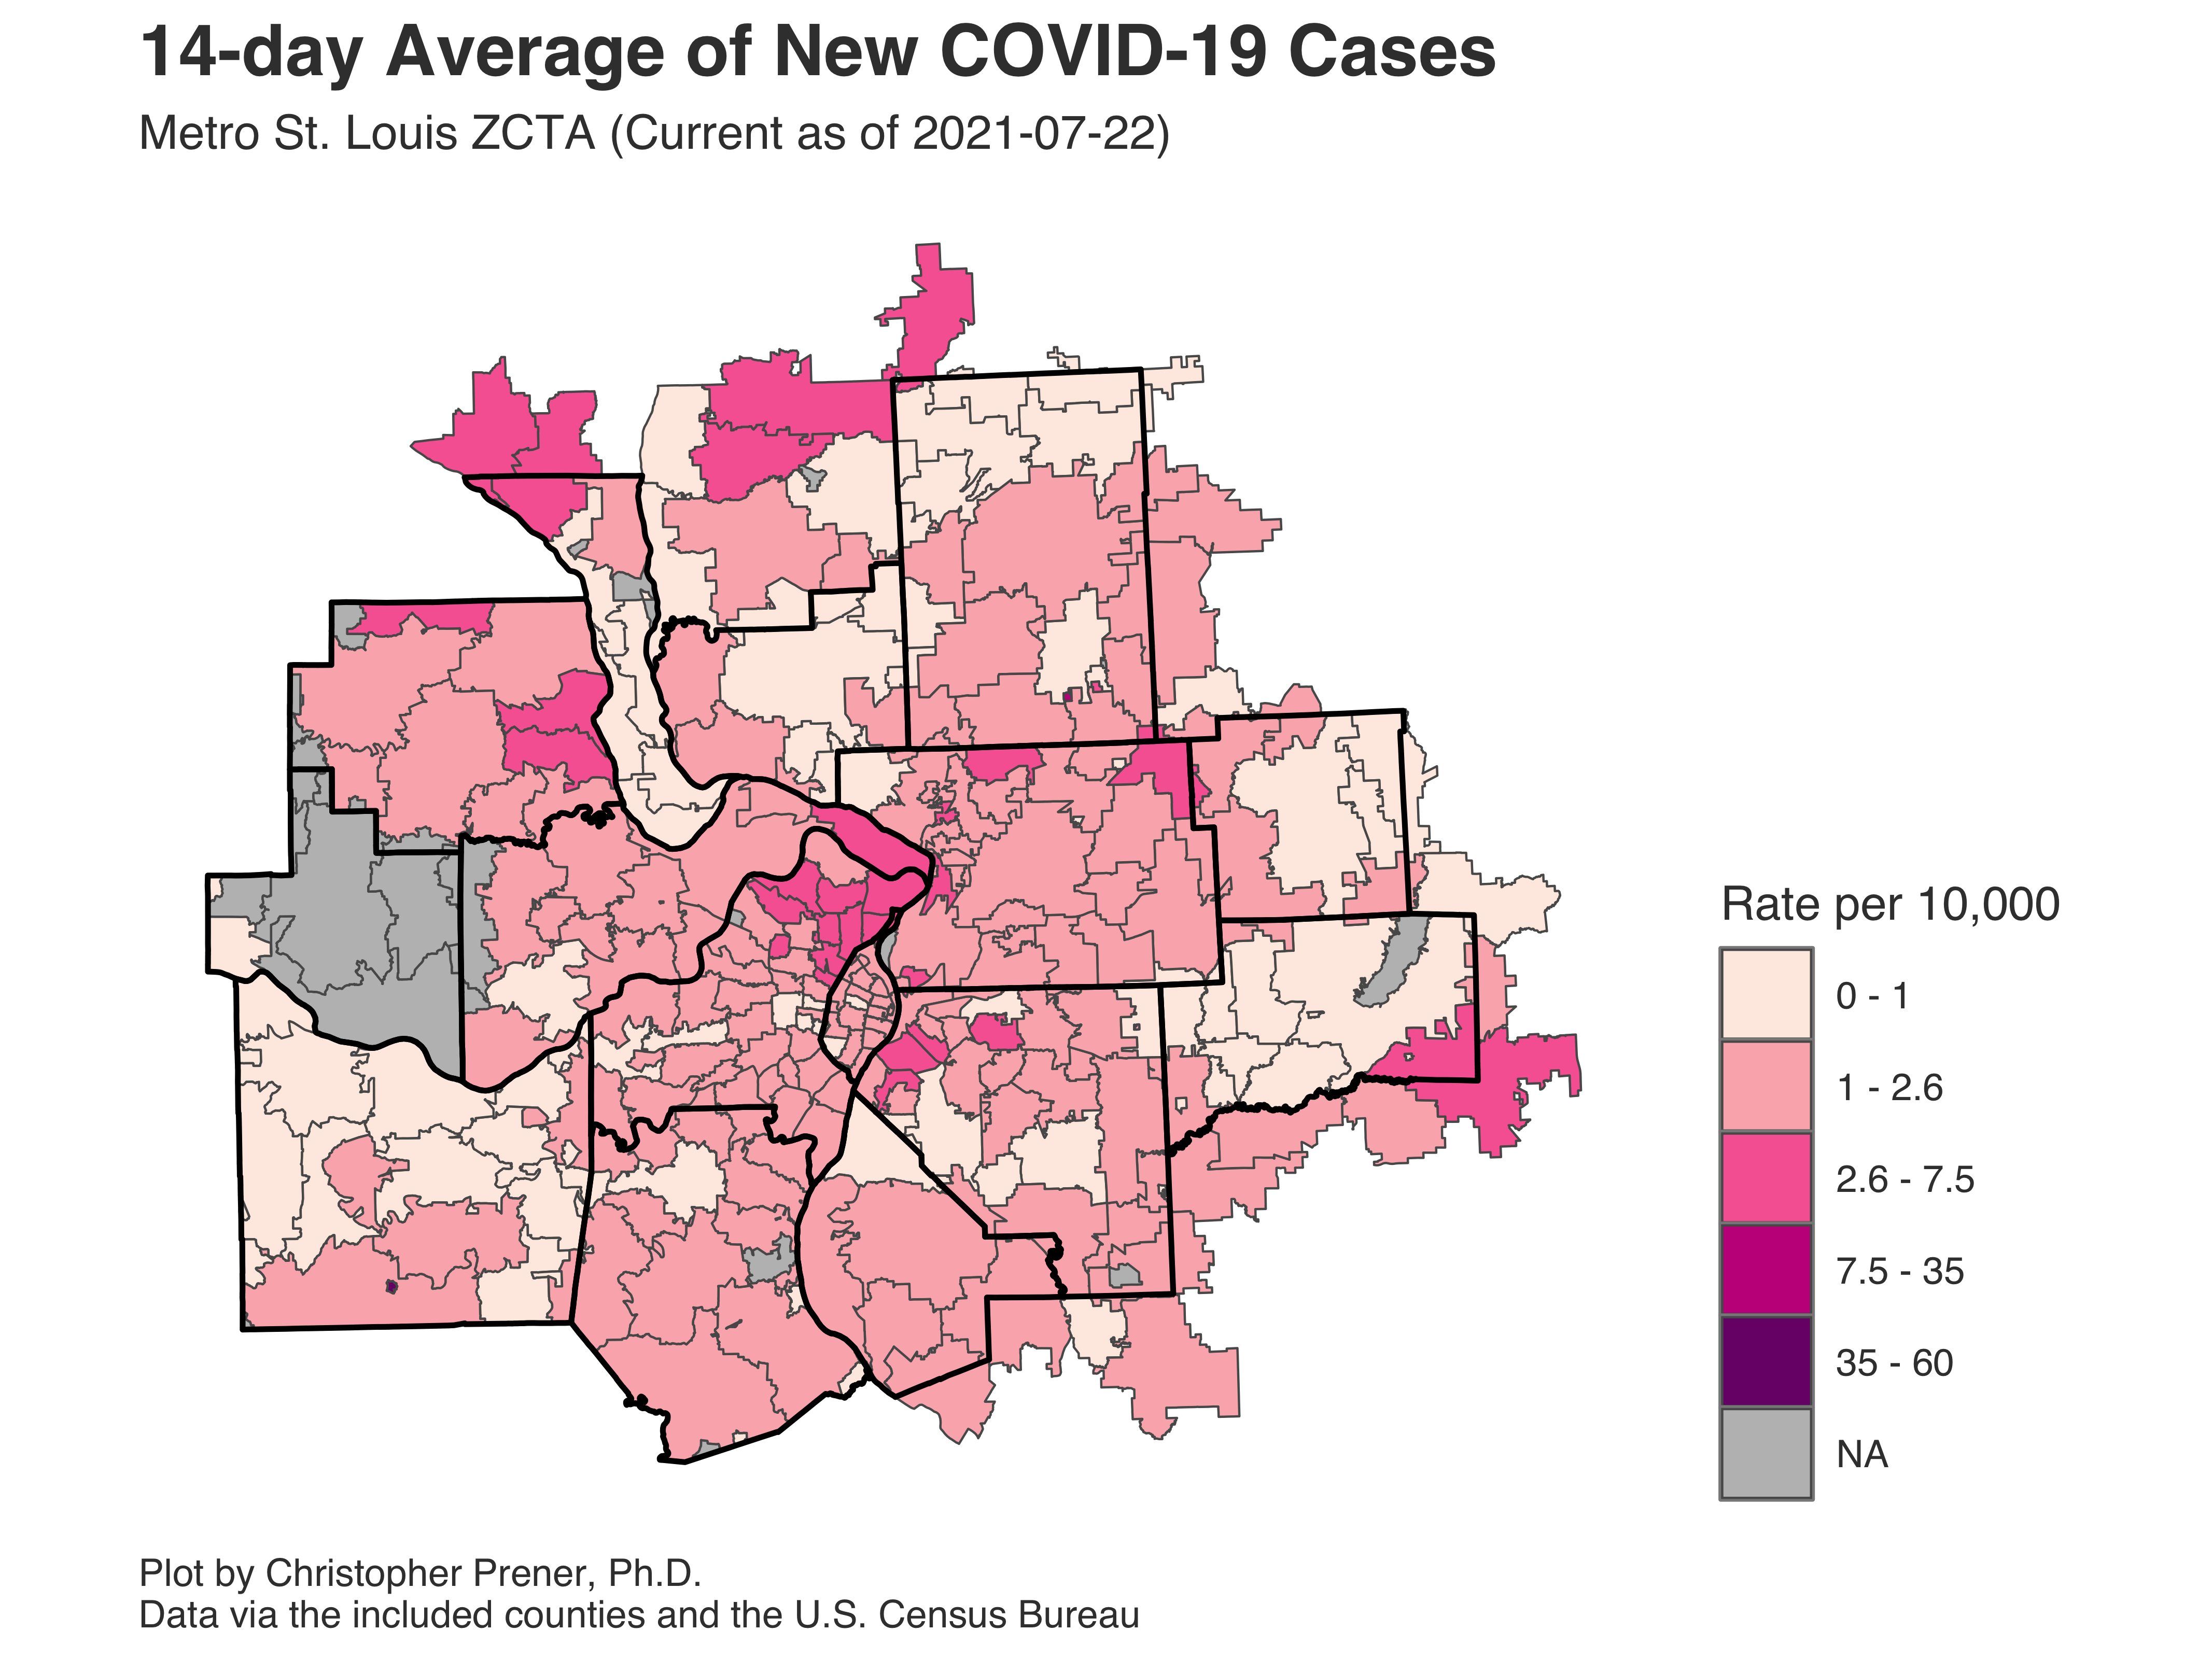 14-day Average of New COVID-19 Cases
Metro St. Louis ZCTA (Current as of 2021-07-22)
Rate per 10,000
0 - 1
1 - 2.6
2.6 - 7.5
7.5 - 35
35 - 60
NA
Plot by Christopher Prener, Ph.D.
Data via the included counties and the U.S. Census Bureau